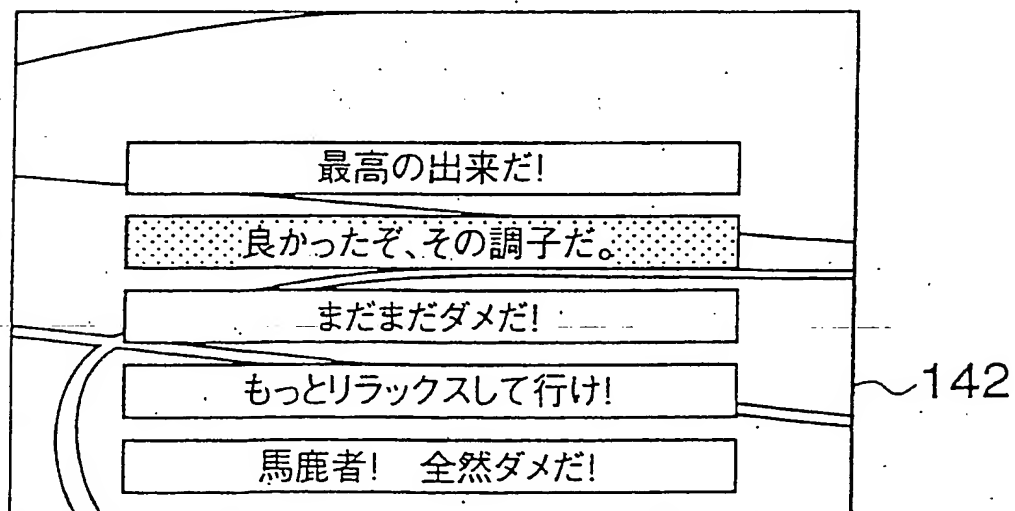 最高の出来だ!
良かったぞ、その調子だ。
まだまだダメだ!
もっとリラックスして行け!
142
馬鹿者!　全然ダメだ!